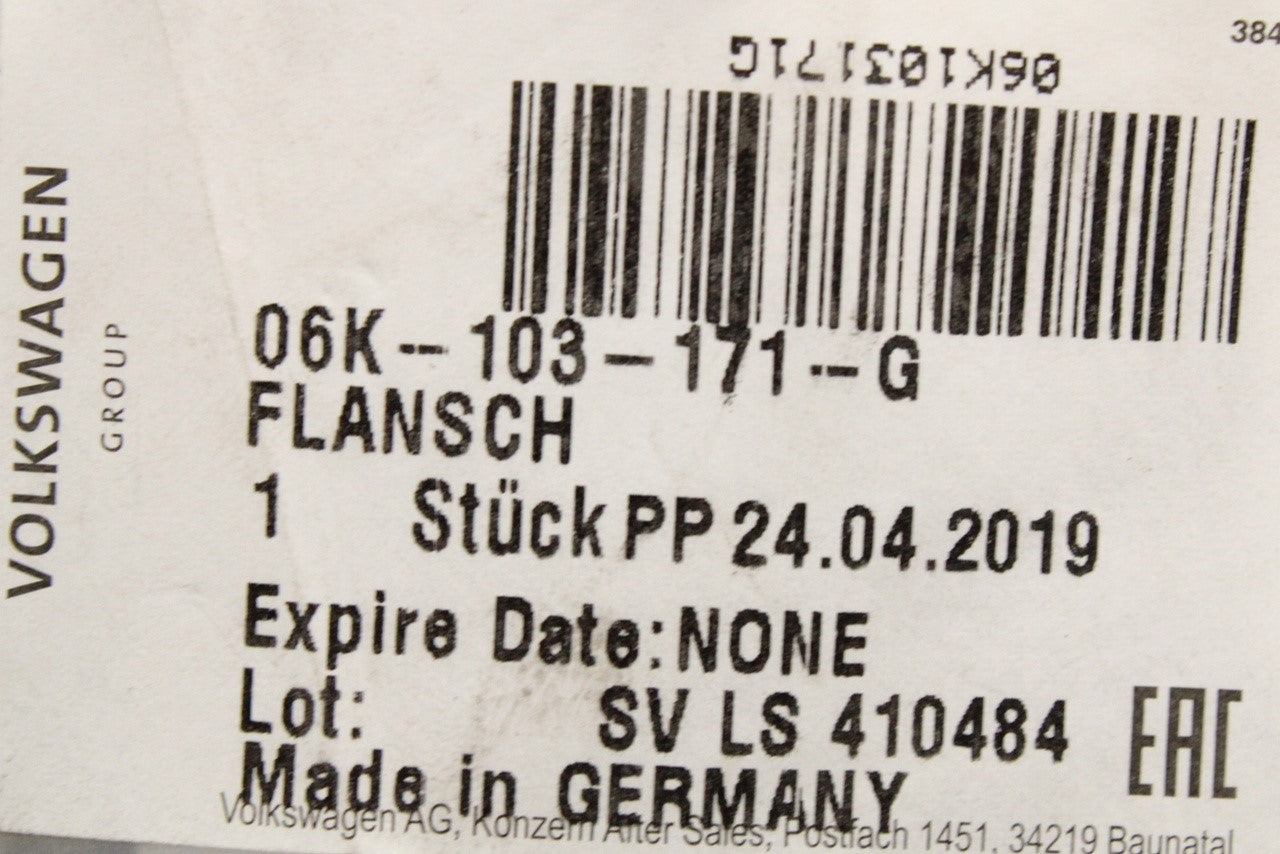 384
06K103171G
VOLKSWAGEN
GROUP
06K--103-171--G
FLANSCH
1 Stück PP 24.04.2019
Expire Date:NONE
Lot: SV LS 410484
EAC
Made in GERMANY
Volkswagen AG, Konzern After Sales, Postfach 1451, 34219 Baunatal